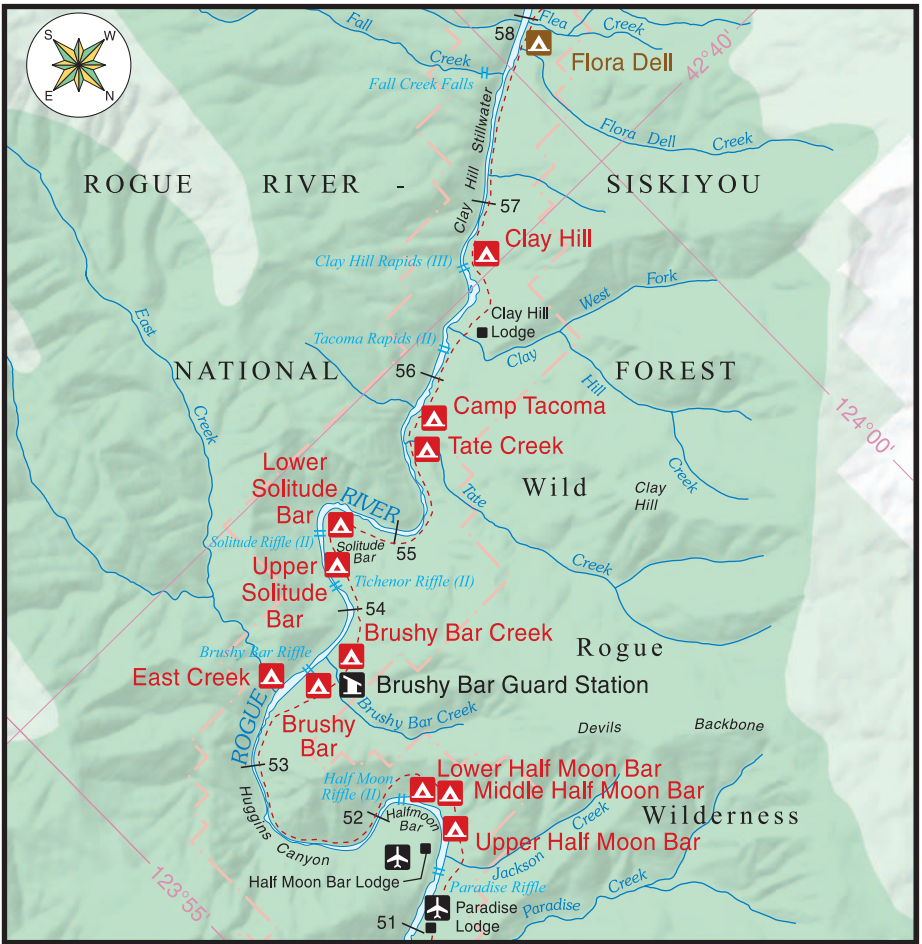 58
Flea
Creek
Fall
Creek
S
W
E
N
Flora Dell
42°40'
Fall Creek Falls
Stillwater
Hill
Clay
Flora Dell Creek
ROGUE RIVER - SISKIYOU
57
Clay Hill
Clay Hill Rapids (III)
West Fork
Clay Hill
Lodge
East
Creek
Tacoma Rapids (II)
Clay
Hill
Creek
NATIONAL FOREST
56
124°00'
Camp Tacoma
Tate Creek
Lower
Solitude
Bar
RIVER
Wild
Clay
Hill
Tate
Creek
Solitude Riffle (II)
Solitude
Bar
55
Upper
Solitude
Bar
Tichenor Riffle (II)
54
Brushy Bar Creek
Rogue
Brushy Bar Riffle
East Creek
Brushy Bar Guard Station
ROGUE
Brushy
Bar
Brushy Bar Creek
Devils Backbone
53
Lower Half Moon Bar
Half Moon
Riffle (II)
Middle Half Moon Bar
Huggins
Canyon
52
Halfmoon
Bar
Wilderness
Upper Half Moon Bar
Jackson Creek
Half Moon Bar Lodge
Paradise Riffle
123°55'
Paradise
Lodge
Paradise Creek
51